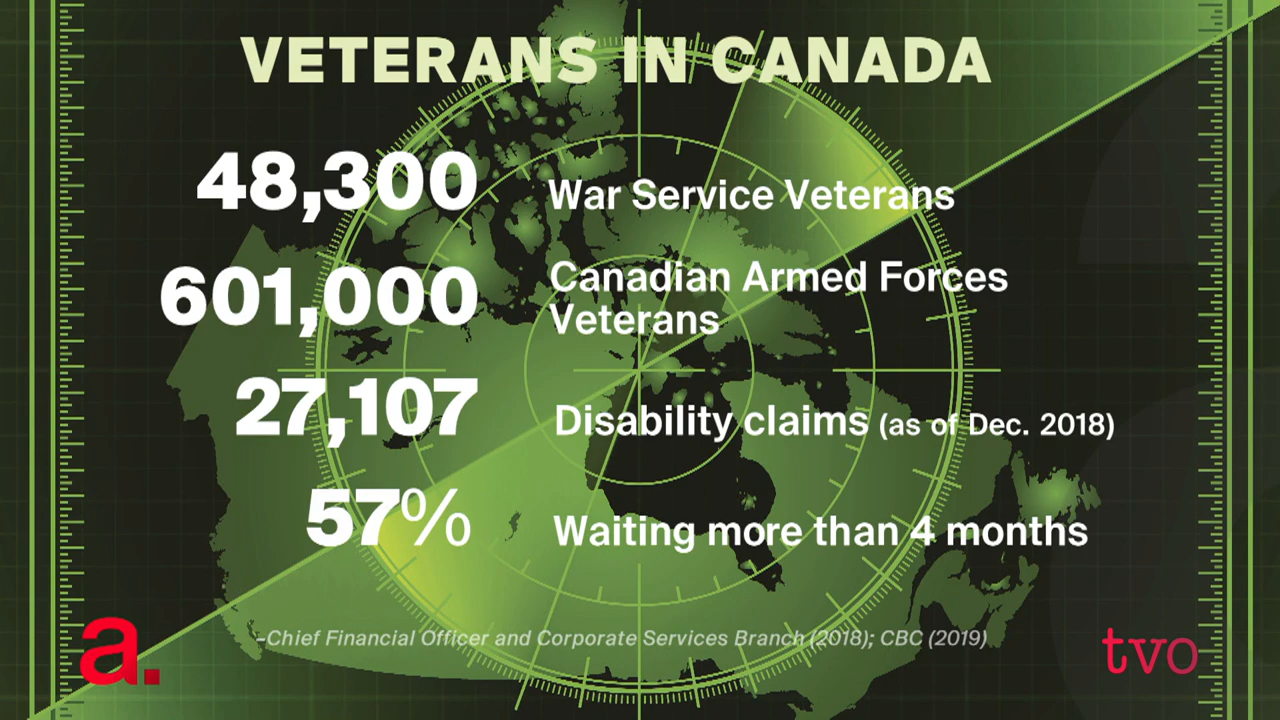 VETERANS IN CANADA
48,300 War Service Veterans
601,000 Canadian Armed Forces
Veterans
27,107 Disability claims (as of Dec. 2018)
57% Waiting more than 4 months
–Chief Financial Officer and Corporate Services Branch (2018); CBC (2019)
a. tvo